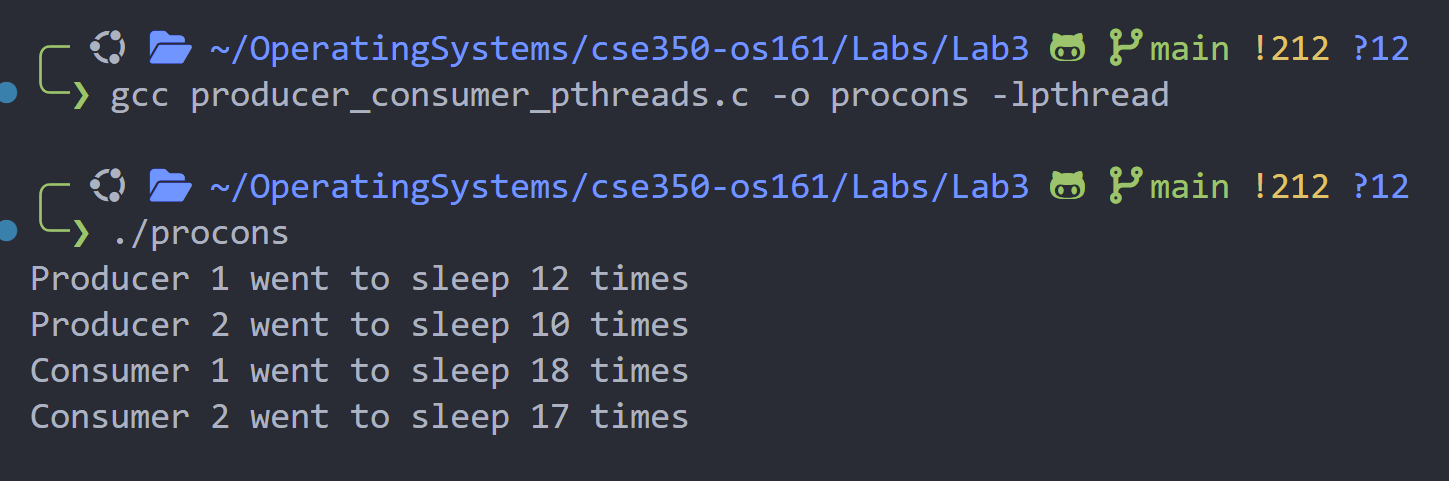 ~/OperatingSystems/cse350-os161/Labs/Lab3 main !212 ?12
❯ gcc producer_consumer_pthreads.c -o procons -lpthread
~/OperatingSystems/cse350-os161/Labs/Lab3 main !212 ?12
❯ ./procons
Producer 1 went to sleep 12 times
Producer 2 went to sleep 10 times
Consumer 1 went to sleep 18 times
Consumer 2 went to sleep 17 times